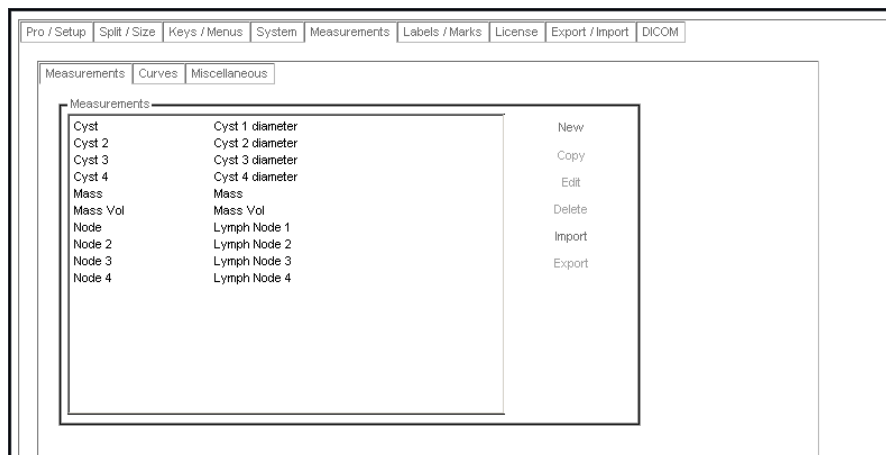 Pro / Setup Split / Size Keys / Menus System Measurements Labels / Marks License Export / Import DICOM
Measurements Curves Miscellaneous
Measurements
Cyst Cyst 1 diameter
Cyst 2 Cyst 2 diameter
Cyst 3 Cyst 3 diameter
Cyst 4 Cyst 4 diameter
Mass Mass
Mass Vol Mass Vol
Node Lymph Node 1
Node 2 Lymph Node 2
Node 3 Lymph Node 3
Node 4 Lymph Node 4
New
Copy
Edit
Delete
Import
Export